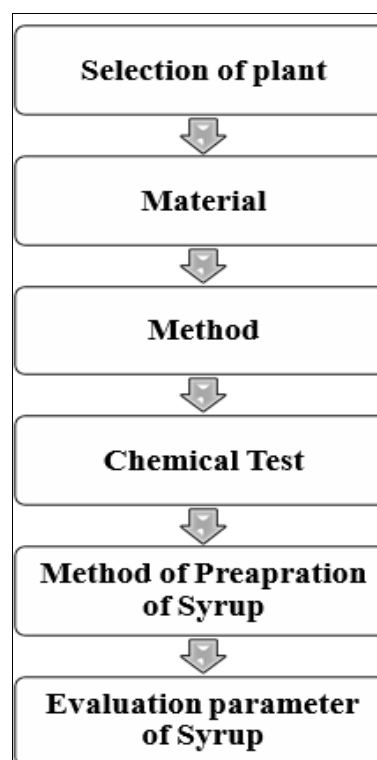 Selection of plant
Material
Method
Chemical Test
Method of Preapration
of Syrup
Evaluation parameter
of Syrup